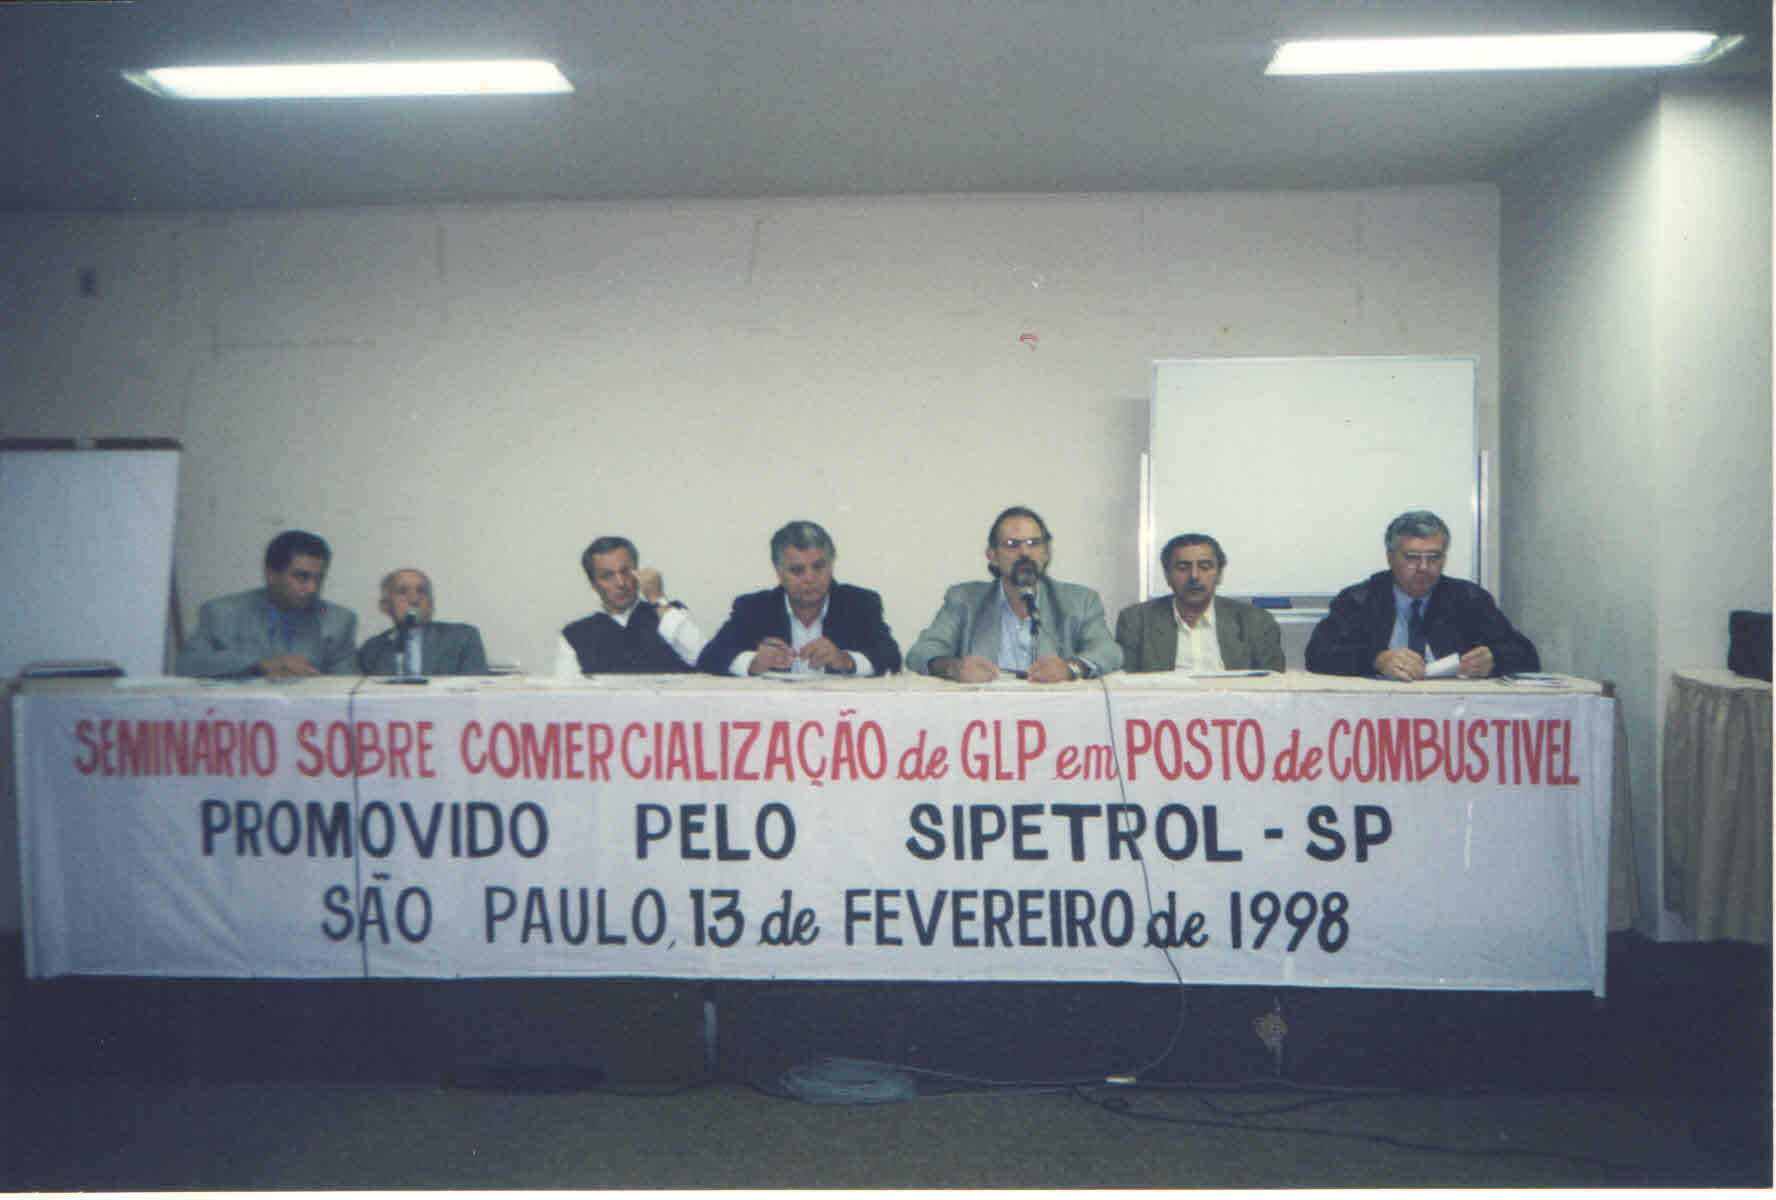 SEMINÁRIO SOBRE COMERCIALIZAÇÃO de GLP em POSTO de COMBUSTIVEL
PROMOVIDO PELO SIPETROL - SP
SÃO PAULO, 13 de FEVEREIRO de 1998